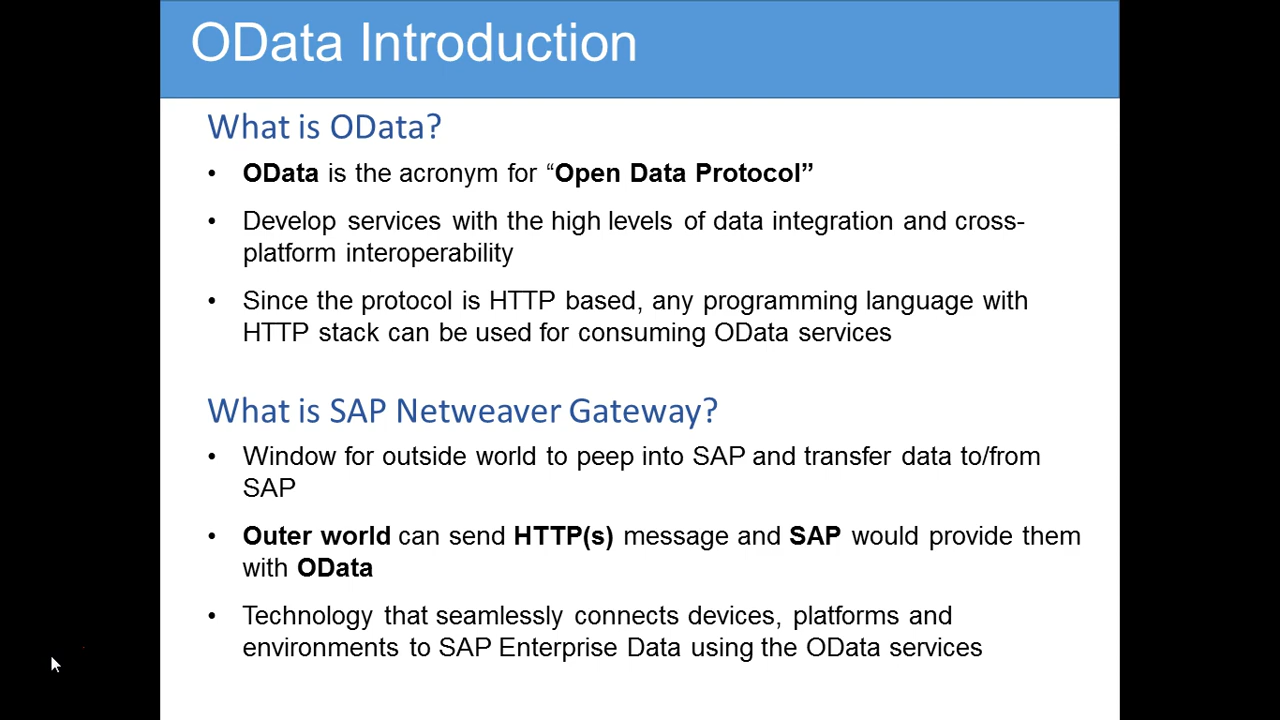 OData Introduction
What is OData?
• OData is the acronym for “Open Data Protocol”
• Develop services with the high levels of data integration and cross-
platform interoperability
• Since the protocol is HTTP based, any programming language with
HTTP stack can be used for consuming OData services
What is SAP Netweaver Gateway?
• Window for outside world to peep into SAP and transfer data to/from
SAP
• Outer world can send HTTP(s) message and SAP would provide them
with OData
• Technology that seamlessly connects devices, platforms and
environments to SAP Enterprise Data using the OData services